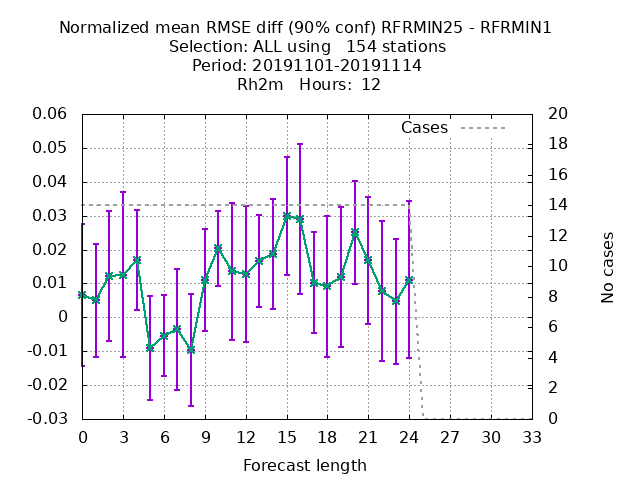 Normalized mean RMSE diff (90% conf) RFRMIN25 - RFRMIN1
Selection: ALL using   154 stations
Period: 20191101-20191114
Rh2m   Hours:  12
0.06
0.05
0.04
0.03
0.02
0.01
0
-0.01
-0.02
-0.03
Cases
20
18
16
14
12
10
8
6
4
2
0
No cases
0 3 6 9 12 15 18 21 24 27 30 33
Forecast length